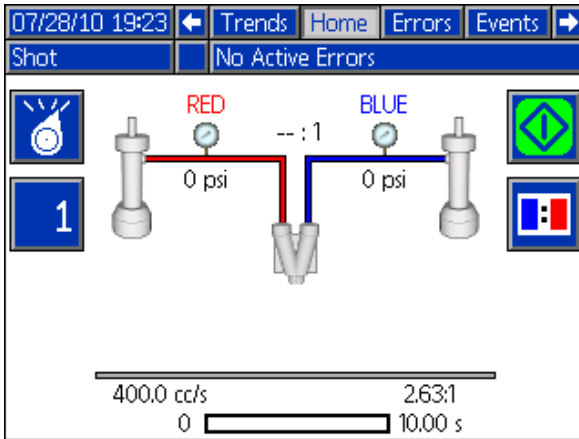 07/28/10 19:23 Trends Home Errors Events
Shot No Active Errors
RED BLUE
-- : 1
0 psi 0 psi
1
400.0 cc/s 2.63:1
0 10.00 s